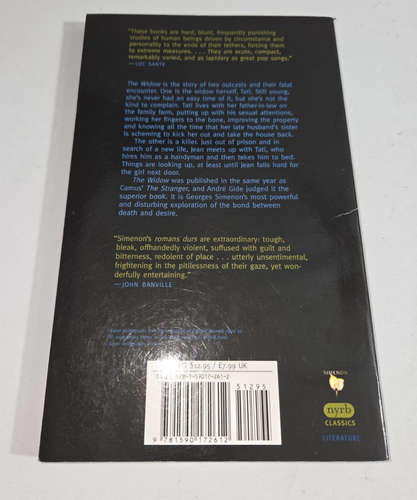 "These books are hard, blunt, frequently punishing
studies of human beings driven by circumstance and
personality to the ends of their tethers, forcing them
to extreme measures. . . . They are acute, compact,
remarkably varied, and as lapidary as great pop songs."
—LUC SANTE
The Widow is the story of two outcasts and their fatal
encounter. One is the widow herself, Tati. Still young,
she's never had an easy time of it, but she's not the
kind to complain. Tati lives with her father-in-law on
the family farm, putting up with his sexual attentions,
working her fingers to the bone, improving the property
and knowing all the time that her late husband's sister
is scheming to kick her out and take the house back.
The other is a killer. Just out of prison and in
search of a new life, Jean meets up with Tati, who
hires him as a handyman and then takes him to bed.
Things are looking up, at least until Jean falls hard for
the girl next door.
The Widow was published in the same year as
Camus' The Stranger, and André Gide judged it the
superior book. It is Georges Simenon's most powerful
and disturbing exploration of the bond between
death and desire.
"Simenon's romans durs are extraordinary: tough,
bleak, offhandedly violent, suffused with guilt and
bitterness, redolent of place . . . utterly unsentimental,
frightening in the pitilessness of their gaze, yet won-
derfully entertaining."
—JOHN BANVILLE
$12.95 / £7.99 UK
978-1-59017-261-2
51295
9 781590 172612
SIMENON
nyrb
CLASSICS
LITERATURE